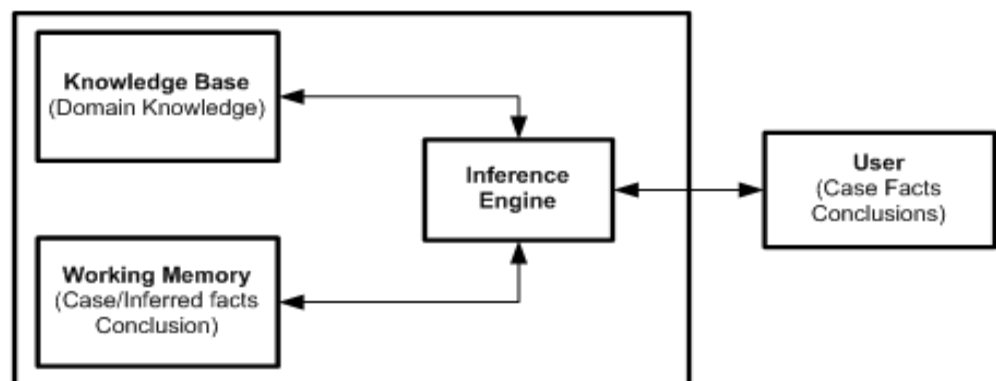 Knowledge Base
(Domain Knowledge)
Inference
Engine
User
(Case Facts
Conclusions)
Working Memory
(Case/Inferred facts
Conclusion)